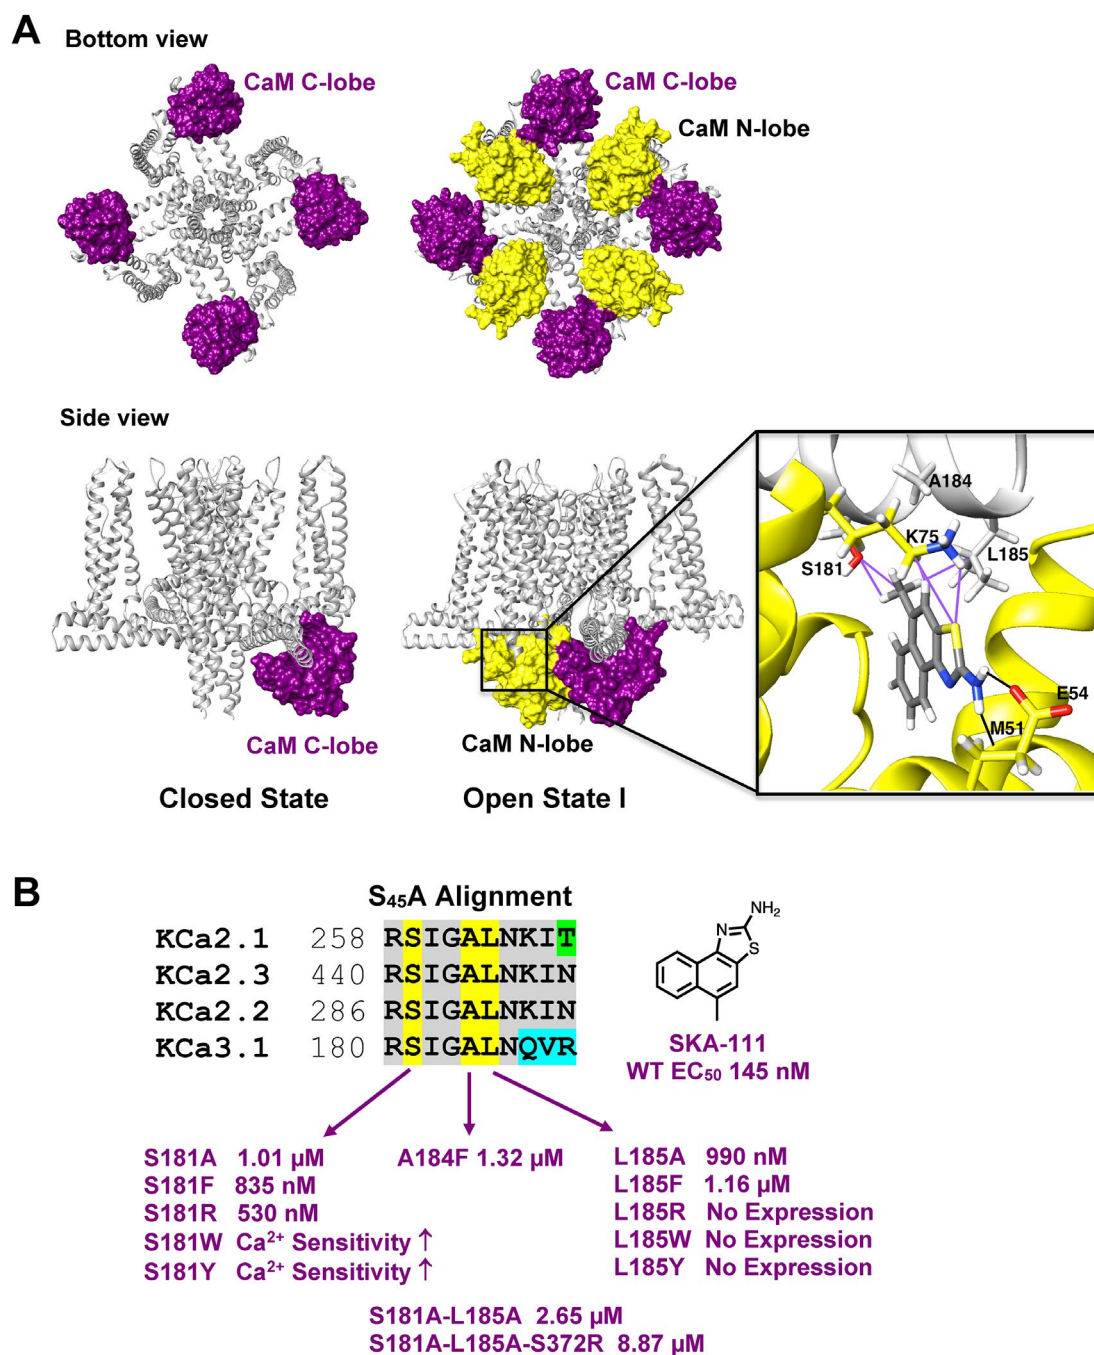 A
Bottom view
CaM C-lobe
CaM C-lobe
CaM N-lobe
Side view
A184
K75
L185
S181
E54
M51
CaM C-lobe
CaM N-lobe
Closed State
Open State I
B
S₄₅A Alignment
KCa2.1 258 RSIGALNKIT
KCa2.3 440 RSIGALNKIN
KCa2.2 286 RSIGALNKIN
KCa3.1 180 RSIGALNQVR
NH₂
N
S
SKA-111
WT EC₅₀ 145 nM
S181A 1.01 µM
S181F 835 nM
S181R 530 nM
S181W Ca²⁺ Sensitivity ↑
S181Y Ca²⁺ Sensitivity ↑
A184F 1.32 µM
L185A 990 nM
L185F 1.16 µM
L185R No Expression
L185W No Expression
L185Y No Expression
S181A-L185A 2.65 µM
S181A-L185A-S372R 8.87 µM